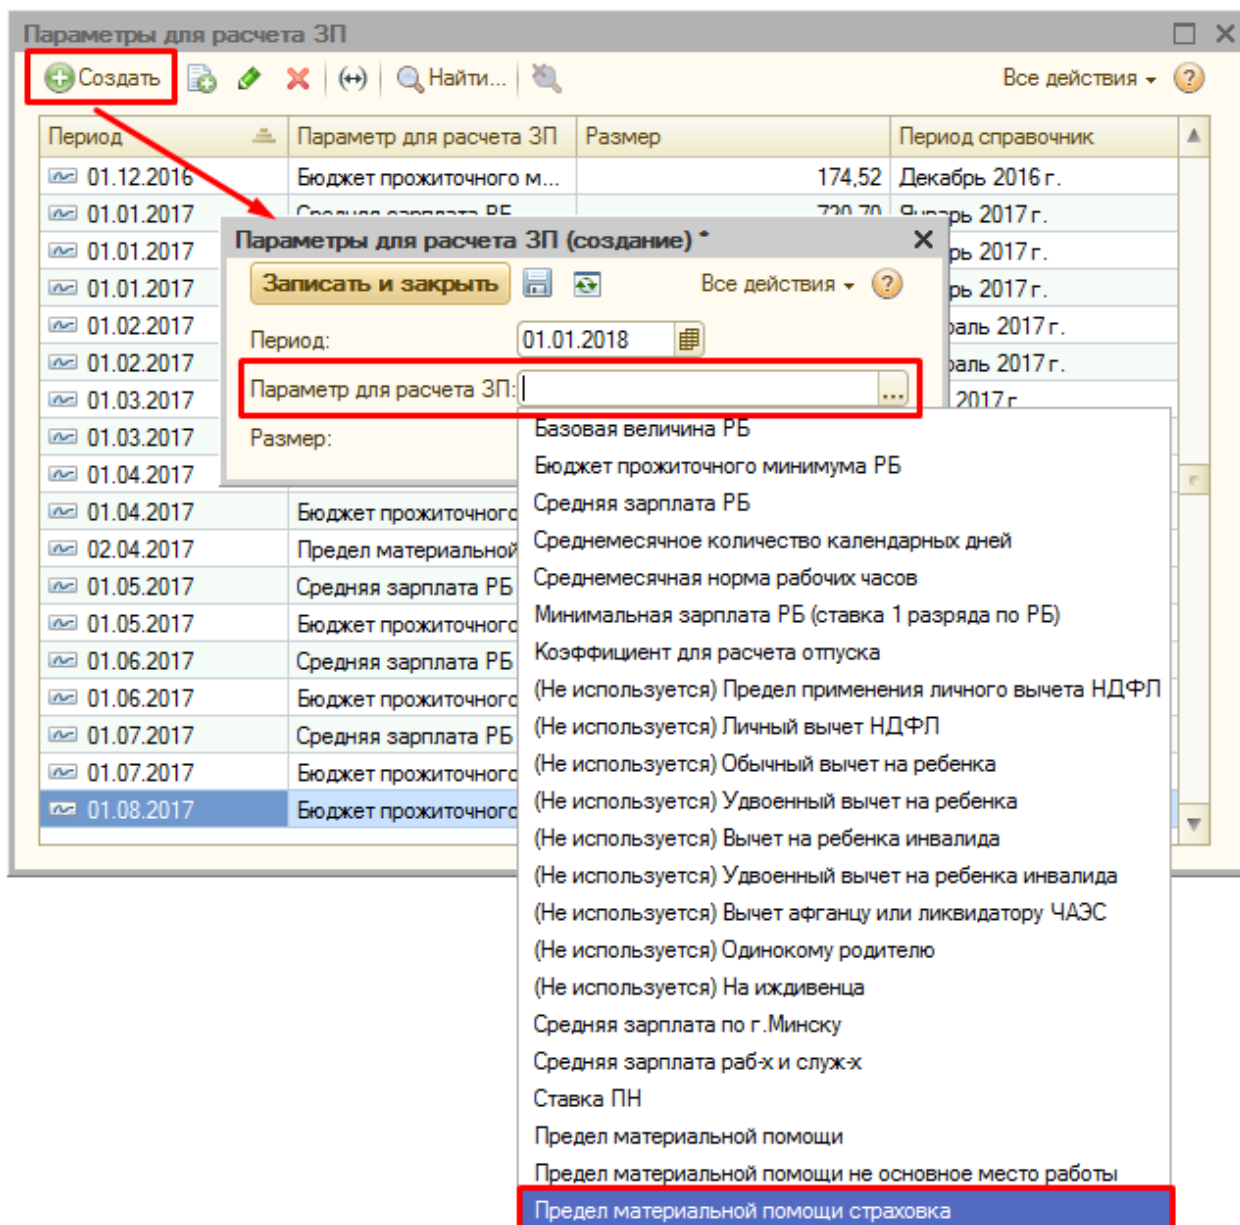 Параметры для расчета ЗП
Создать Найти... Все действия
Период Параметр для расчета ЗП Размер Период справочник
01.12.2016 Бюджет прожиточного м... 174,52 Декабрь 2016 г.
01.01.2017 Средняя зарплата РБ 720,70 Январь 2017 г.
Параметры для расчета ЗП (создание) *
01.01.2017
Записать и закрыть Все действия
01.01.2017 2017 г.
01.02.2017 2017 г.
Период: 01.01.2018
01.02.2017 2017 г.
Параметр для расчета ЗП: ...
01.03.2017 2017 г
01.03.2017
Размер:
01.04.2017
01.04.2017 Бюджет прожиточного
02.04.2017 Предел материальной
01.05.2017 Средняя зарплата РБ
01.05.2017 Бюджет прожиточного
01.06.2017 Средняя зарплата РБ
01.06.2017 Бюджет прожиточного
01.07.2017 Средняя зарплата РБ
01.07.2017 Бюджет прожиточного
01.08.2017 Бюджет прожиточного
Базовая величина РБ
Бюджет прожиточного минимума РБ
Средняя зарплата РБ
Среднемесячное количество календарных дней
Среднемесячная норма рабочих часов
Минимальная зарплата РБ (ставка 1 разряда по РБ)
Коэффициент для расчета отпуска
(Не используется) Предел применения личного вычета НДФЛ
(Не используется) Личный вычет НДФЛ
(Не используется) Обычный вычет на ребенка
(Не используется) Удвоенный вычет на ребенка
(Не используется) Вычет на ребенка инвалида
(Не используется) Удвоенный вычет на ребенка инвалида
(Не используется) Вычет афганцу или ликвидатору ЧАЭС
(Не используется) Одинокому родителю
(Не используется) На иждивенца
Средняя зарплата по г.Минску
Средняя зарплата раб-х и служ-х
Ставка ПН
Предел материальной помощи
Предел материальной помощи не основное место работы
Предел материальной помощи страховка